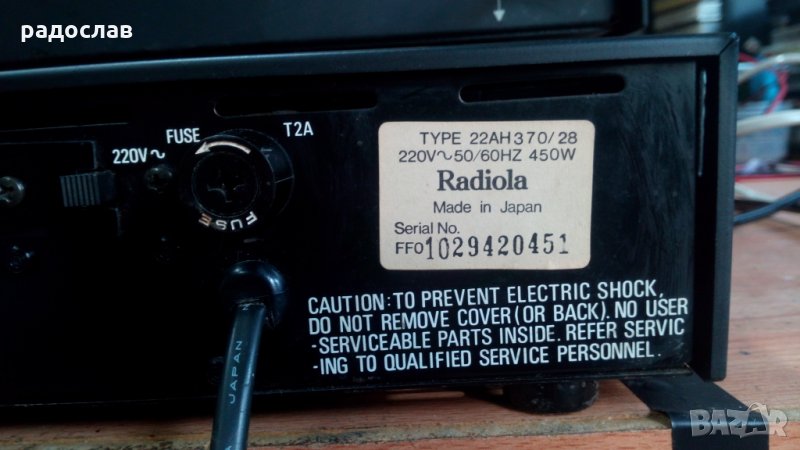 радослав
FUSE
T2A
220V~
FUSE
TYPE 22AH370/28
220V~50/60HZ 450W
Radiola
Made in Japan
Serial No.
FF01029420451
CAUTION: TO PREVENT ELECTRIC SHOCK,
DO NOT REMOVE COVER (OR BACK). NO USER
-SERVICEABLE PARTS INSIDE. REFER SERVIC
-ING TO QUALIFIED SERVICE PERSONNEL.
JAPAN
BAZAR